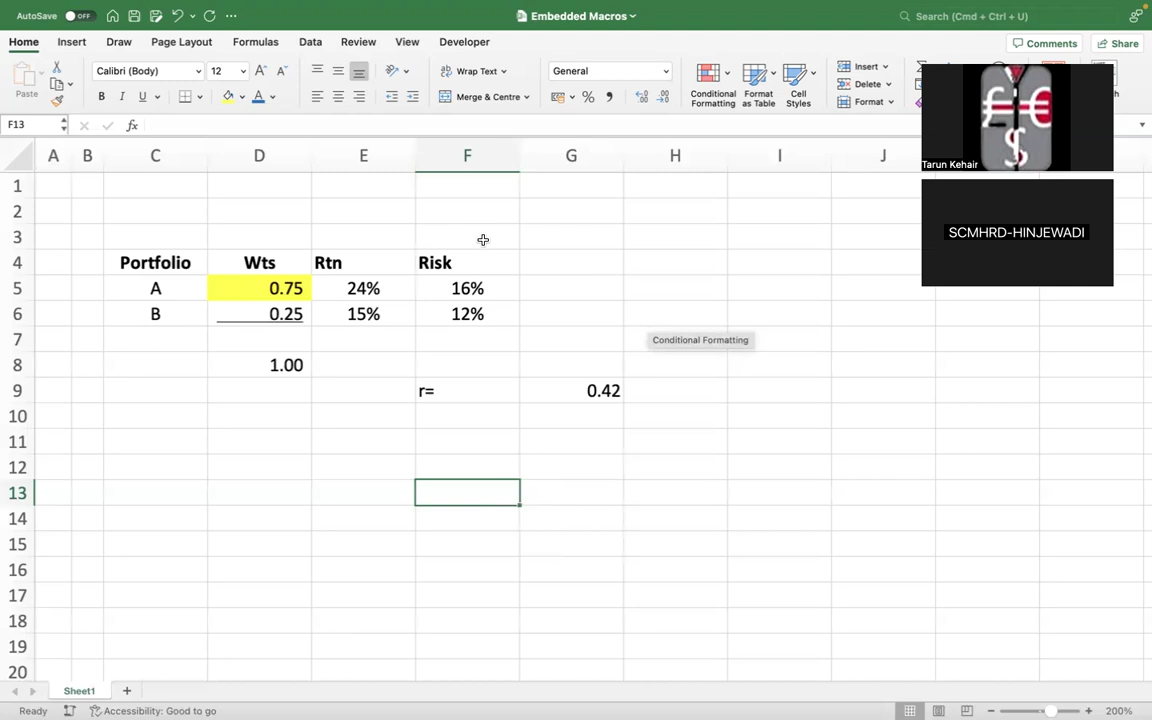 AutoSave OFF Embedded Macros Search (Cmd + Ctrl + U)
Home Insert Draw Page Layout Formulas Data Review View Developer Comments Share
Paste Calibri (Body) 12 A A Wrap Text General Conditional Formatting Format as Table Cell Styles Insert
B I U A Merge & Centre % Delete
Format
F13 fx
A B C D E F G H I J
1
2
3
4 Portfolio Wts Rtn Risk
5 A 0.75 24% 16%
6 B 0.25 15% 12%
7 Conditional Formatting
8 1.00
9 r= 0.42
10
11
12
13
14
15
16
17
18
19
20
Tarun Kehair
SCMHRD-HINJEWADI
Sheet1
Ready Accessibility: Good to go 200%